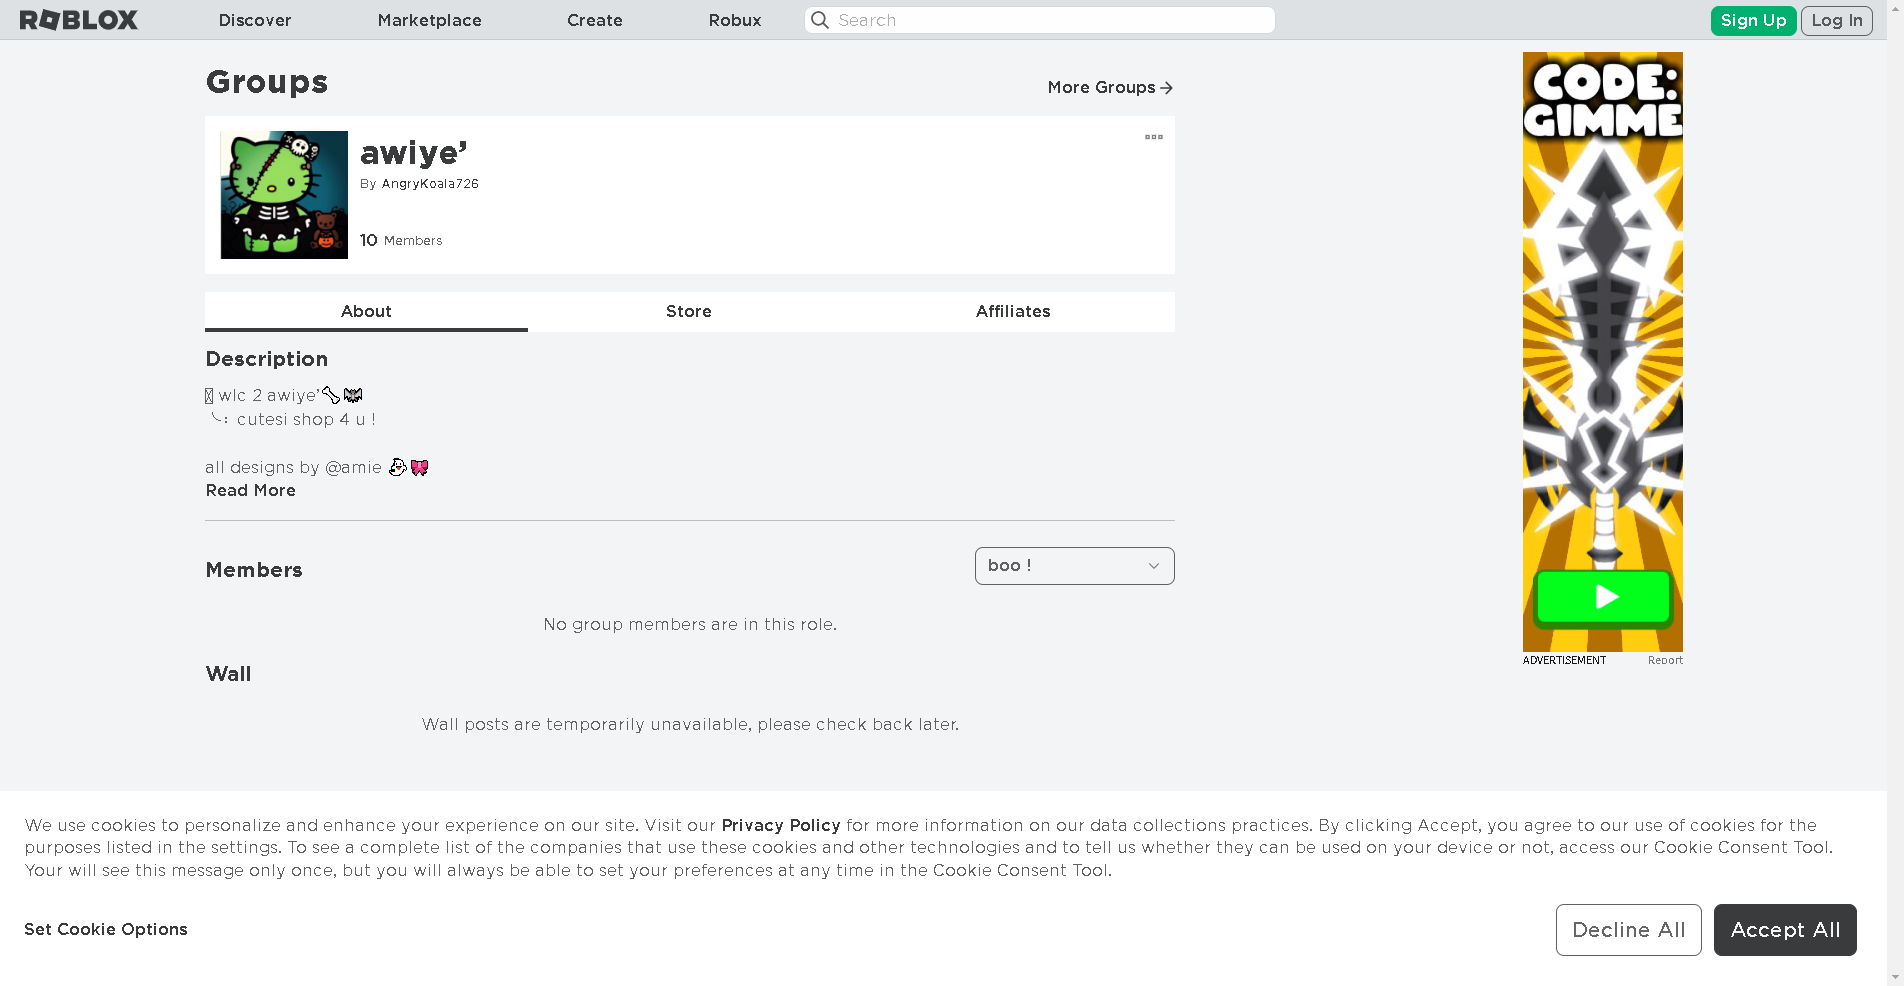 ROBLOX
Discover
Marketplace
Create
Robux
Search
Sign Up
Log In
Groups
More Groups
awiye’
By AngryKoala726
10 Members
About
Store
Affiliates
Description
wlc 2 awiye’🦴🦇
╰﹕cutesi shop 4 u !
all designs by @amie 👻🎀
Read More
Members
boo !
No group members are in this role.
Wall
Wall posts are temporarily unavailable, please check back later.
CODE:
GIMME
ADVERTISEMENT
Report
We use cookies to personalize and enhance your experience on our site. Visit our Privacy Policy for more information on our data collections practices. By clicking Accept, you agree to our use of cookies for the
purposes listed in the settings. To see a complete list of the companies that use these cookies and other technologies and to tell us whether they can be used on your device or not, access our Cookie Consent Tool.
Your will see this message only once, but you will always be able to set your preferences at any time in the Cookie Consent Tool.
Set Cookie Options
Decline All
Accept All